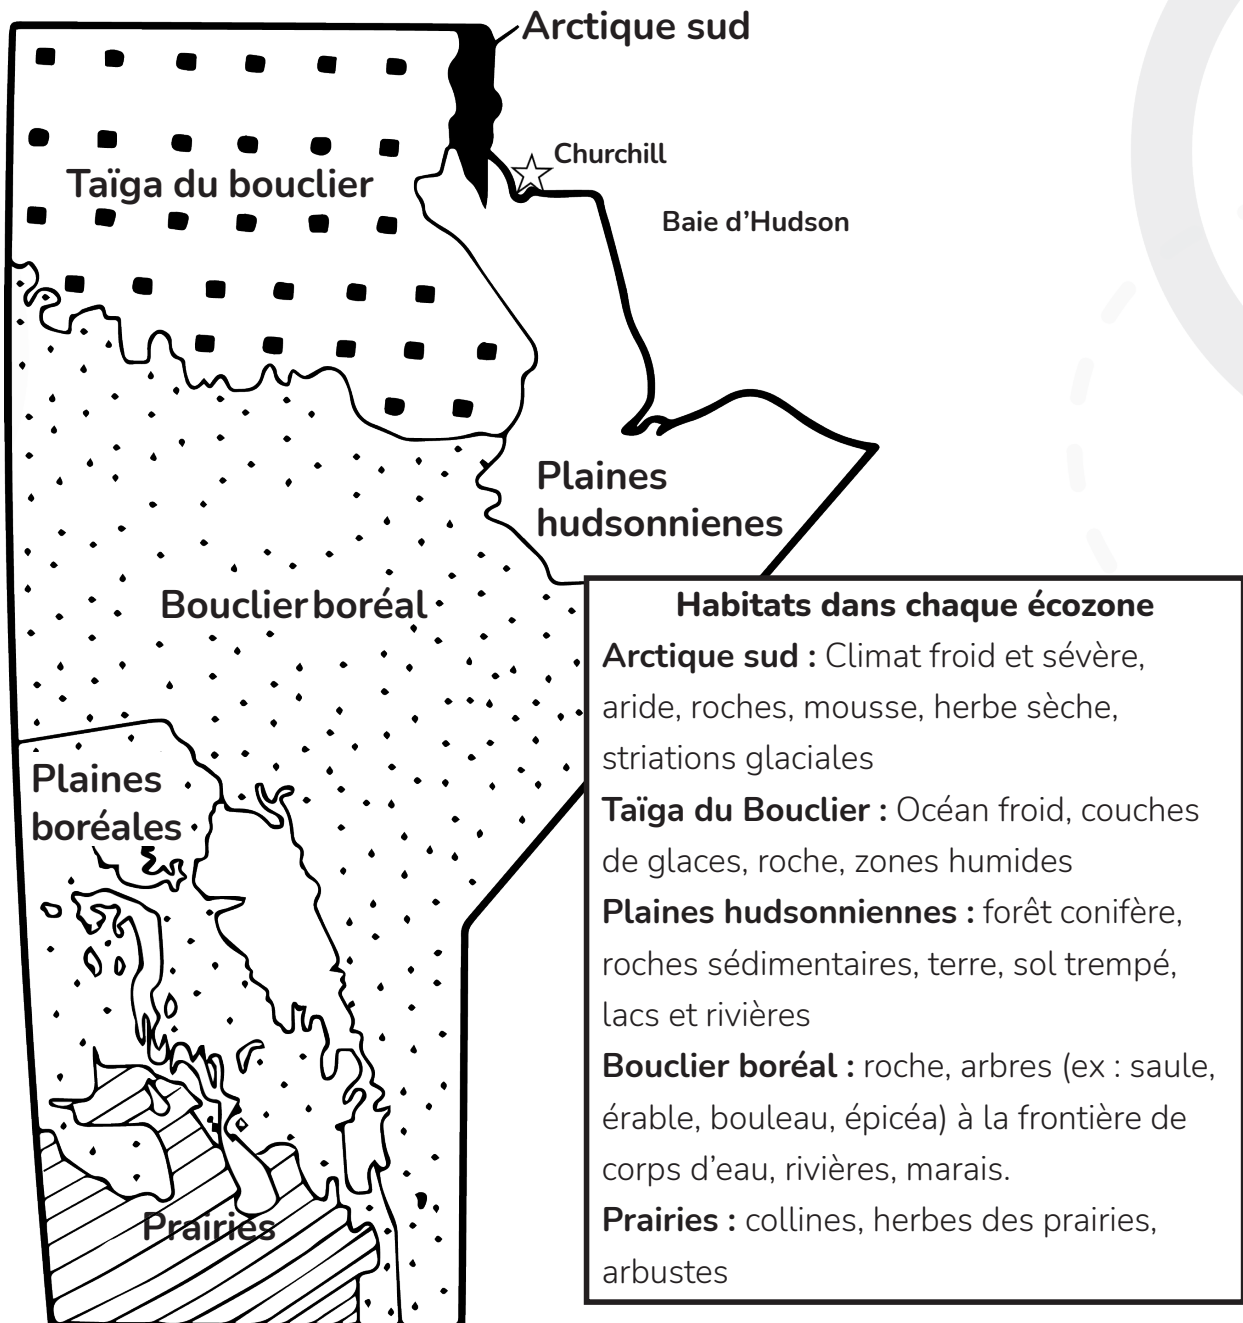 Arctique sud
Churchill
Taïga du bouclier
Baie d'Hudson
Plaines
hudsonnienes
Bouclier boréal
Plaines
boréales
Prairies
Habitats dans chaque écozone
Arctique sud : Climat froid et sévère,
aride, roches, mousse, herbe sèche,
striations glaciales
Taïga du Bouclier : Océan froid, couches
de glaces, roche, zones humides
Plaines hudsonniennes : forêt conifère,
roches sédimentaires, terre, sol trempé,
lacs et rivières
Bouclier boréal : roche, arbres (ex : saule,
érable, bouleau, épicéa) à la frontière de
corps d'eau, rivières, marais.
Prairies : collines, herbes des prairies,
arbustes